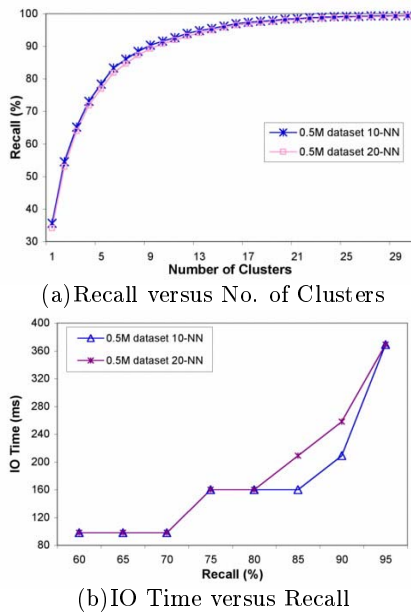 100
90
80
70
60
50
40
30
Recall (%)
0.5M dataset 10-NN
0.5M dataset 20-NN
1 5 9 13 17 21 25 29
Number of Clusters
(a)Recall versus No. of Clusters
400
360
320
280
240
200
160
120
80
IO Time (ms)
0.5M dataset 10-NN
0.5M dataset 20-NN
60 65 70 75 80 85 90 95
Recall (%)
(b)IO Time versus Recall